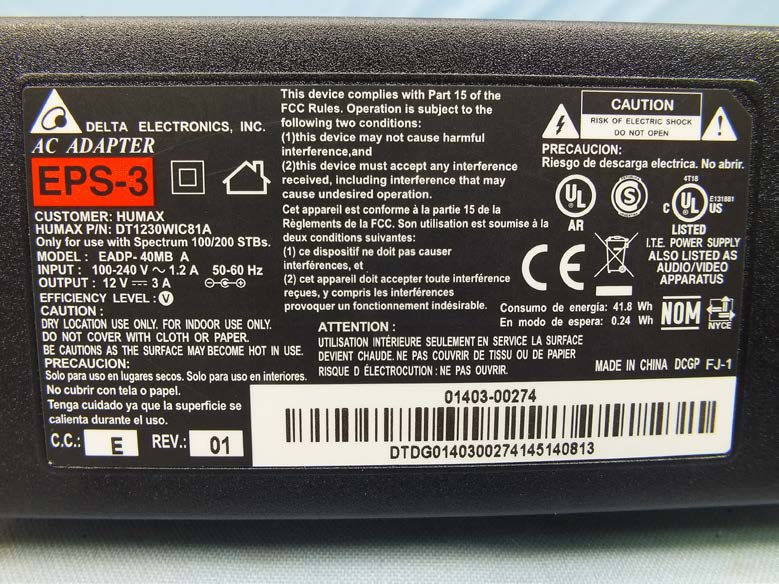 DELTA ELECTRONICS, INC.
AC ADAPTER
EPS-3
CUSTOMER: HUMAX
HUMAX P/N: DT1230WIC81A
Only for use with Spectrum 100/200 STBs.
MODEL : EADP- 40MB A
INPUT : 100-240 V ~ 1.2 A 50-60 Hz
OUTPUT : 12 V ⎓ 3 A
EFFICIENCY LEVEL : V
CAUTION :
DRY LOCATION USE ONLY. FOR INDOOR USE ONLY.
DO NOT COVER WITH CLOTH OR PAPER.
BE CAUTIONS AS THE SURFACE MAY BECOME HOT IN USE.
PRECAUCION:
Solo para uso en lugares secos. Solo para uso en interiores.
No cubrir con tela o papel.
Tenga cuidado ya que la superficie se
calienta durante el uso.
C.C.: E REV.: 01
This device complies with Part 15 of the
FCC Rules. Operation is subject to the
following two conditions:
(1)this device may not cause harmful
interference,and
(2)this device must accept any interference
received, including interference that may
cause undesired operation.
Cet appareil est conforme à la partie 15 de la
Règlements de la FCC. Son utilisation est soumise à la
deux conditions suivantes:
(1) ce dispositif ne doit pas causer
interférences, et
(2) cet appareil doit accepter toute interférence
reçues, y compris les interférences
provoquer un fonctionnement indésirable.
ATTENTION :
UTILISATION INTÉRIEURE SEULEMENT.EN SERVICE LA SURFACE
DEVIENT CHAUDE. NE PAS COUVRIR DE TISSU OU DE PAPIER
RISQUE D ÉLECTROCUTION : NE PAS OUVRIR.
CAUTION
RISK OF ELECTRIC SHOCK
DO NOT OPEN
PRECAUCION:
Riesgo de descarga electrica. No abrir.
UL
AR
S
4T18
C UL US
E131881
LISTED
I.T.E. POWER SUPPLY
ALSO LISTED AS
AUDIO/VIDEO
APPARATUS
CE
Consumo de energía: 41.8 Wh
En modo de espera: 0.24 Wh
NOM
NYCE
MADE IN CHINA DCGP FJ-1
01403-00274
DTDG0140300274145140813